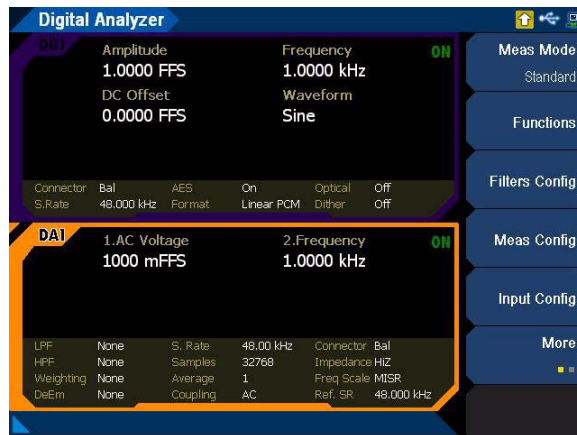 Digital Analyzer
DG1
Amplitude Frequency ON
1.0000 FFS 1.0000 kHz
DC Offset Waveform
0.0000 FFS Sine
Connector Bal AES On Optical Off
S.Rate 48.000 kHz Format Linear PCM Dither Off
DA1
1.AC Voltage 2.Frequency ON
1000 mFFS 1.0000 kHz
LPF None S. Rate 48.00 kHz Connector Bal
HPF None Samples 32768 Impedance HiZ
Weighting None Average 1 Freq Scale MISR
DeEm None Coupling AC Ref. SR 48.000 kHz
Meas Mode
Standard
Functions
Filters Config
Meas Config
Input Config
More